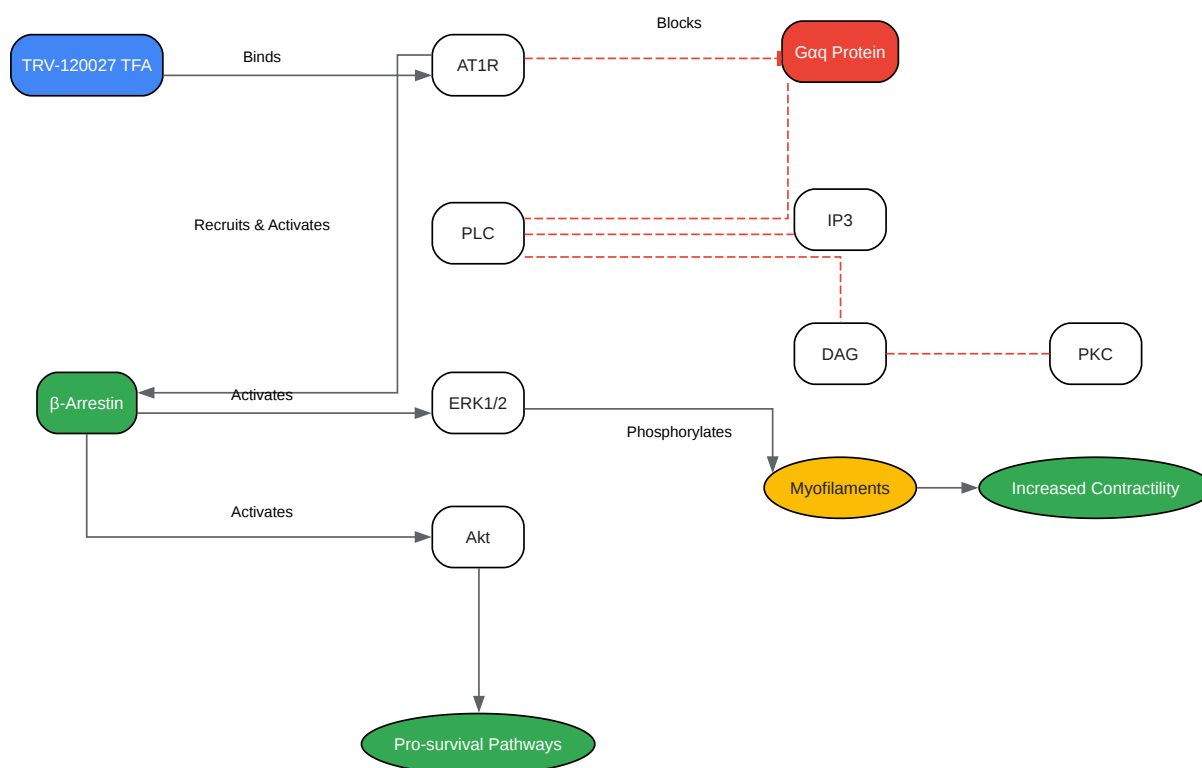 Blocks
TRV-120027 TFA
Binds
AT1R
Gαq Protein
Recruits & Activates
PLC
IP3
DAG
PKC
β-Arrestin
Activates
ERK1/2
Phosphorylates
Myofilaments
Increased Contractility
Activates
Akt
Pro-survival Pathways